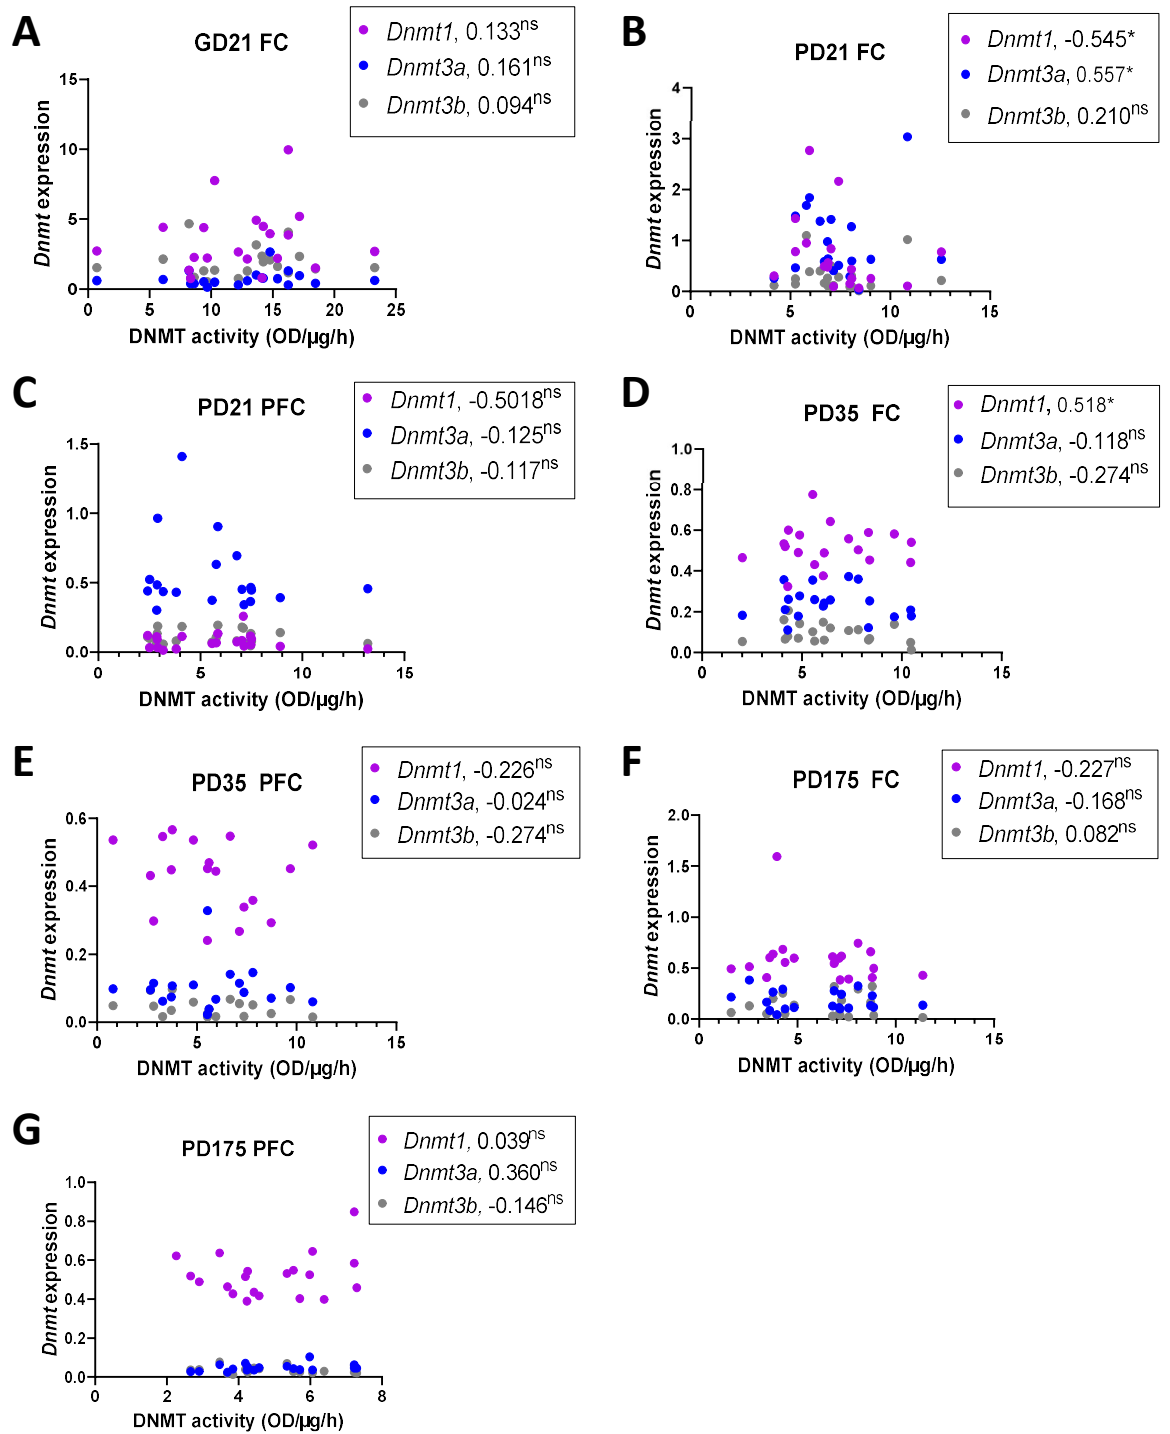 A
GD21 FC
Dnmt1, 0.133ns
Dnmt3a, 0.161ns
Dnmt3b, 0.094ns
Dnmt expression
15
10
5
0
0 5 10 15 20 25
DNMT activity (OD/µg/h)
B
PD21 FC
Dnmt1, -0.545*
Dnmt3a, 0.557*
Dnmt3b, 0.210ns
Dnmt expression
4
3
2
1
0
0 5 10 15
DNMT activity (OD/µg/h)
C
PD21 PFC
Dnmt1, -0.5018ns
Dnmt3a, -0.125ns
Dnmt3b, -0.117ns
Dnmt expression
1.5
1.0
0.5
0.0
0 5 10 15
DNMT activity (OD/µg/h)
D
PD35 FC
Dnmt1, 0.518*
Dnmt3a, -0.118ns
Dnmt3b, -0.274ns
Dnmt expression
1.0
0.8
0.6
0.4
0.2
0.0
0 5 10 15
DNMT activity (OD/µg/h)
E
PD35 PFC
Dnmt1, -0.226ns
Dnmt3a, -0.024ns
Dnmt3b, -0.274ns
Dnmt expression
0.6
0.4
0.2
0.0
0 5 10 15
DNMT activity (OD/µg/h)
F
PD175 FC
Dnmt1, -0.227ns
Dnmt3a, -0.168ns
Dnmt3b, 0.082ns
Dnmt expression
2.0
1.5
1.0
0.5
0.0
0 5 10 15
DNMT activity (OD/µg/h)
G
PD175 PFC
Dnmt1, 0.039ns
Dnmt3a, 0.360ns
Dnmt3b, -0.146ns
Dnmt expression
1.0
0.8
0.6
0.4
0.2
0.0
0 2 4 6 8
DNMT activity (OD/µg/h)